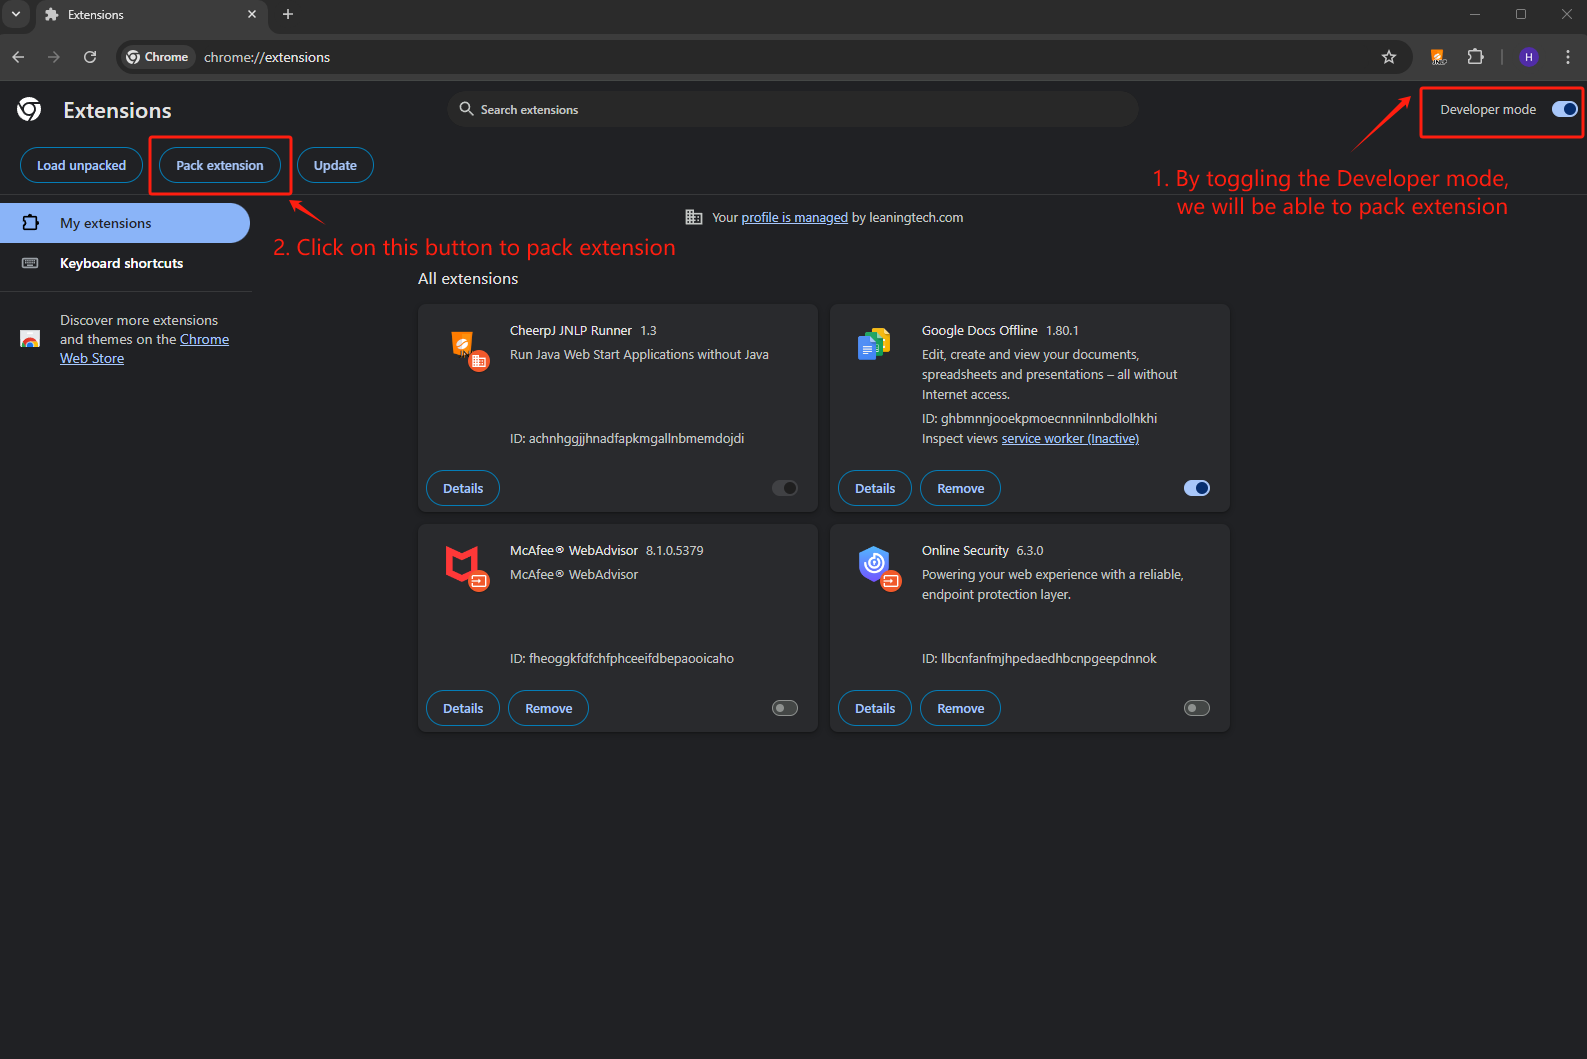 Extensions
Chrome
chrome://extensions
H
Extensions
Search extensions
Developer mode
Load unpacked
Pack extension
Update
1. By toggling the Developer mode,
we will be able to pack extension
My extensions
Your profile is managed by leaningtech.com
2. Click on this button to pack extension
Keyboard shortcuts
All extensions
Discover more extensions
and themes on the Chrome
Web Store
CheerpJ JNLP Runner 1.3
Run Java Web Start Applications without Java
ID: achnhggjjhnadfapkmgallnbmemdojdi
Details
Google Docs Offline 1.80.1
Edit, create and view your documents,
spreadsheets and presentations – all without
Internet access.
ID: ghbmnnjooekpmoecnnnilnnbdlolhkhi
Inspect views service worker (Inactive)
Details
Remove
McAfee® WebAdvisor 8.1.0.5379
McAfee® WebAdvisor
ID: fheoggkfdfchfphceeifdbepaooicaho
Details
Remove
Online Security 6.3.0
Powering your web experience with a reliable,
endpoint protection layer.
ID: llbcnfanfmjhpedaedhbcnpgeepdnnok
Details
Remove